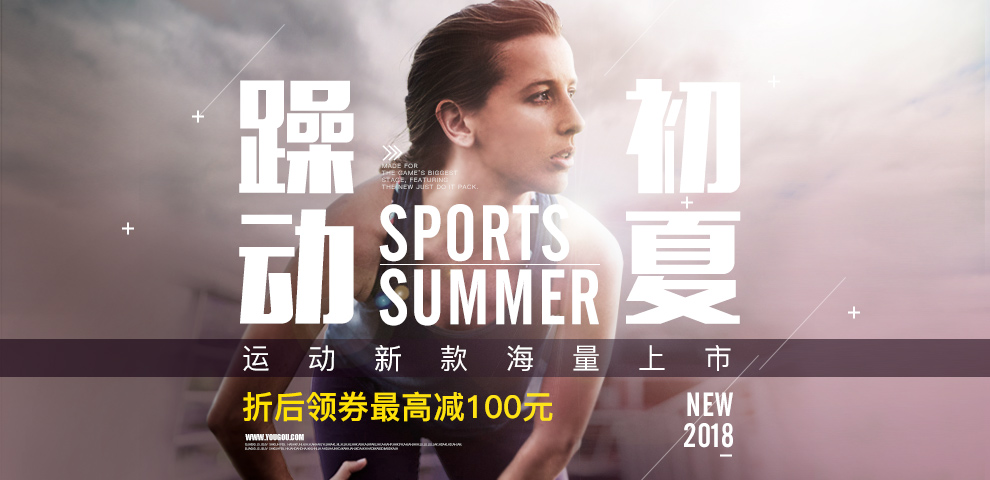 躁动
初夏
MADE FOR
THE GAME'S BIGGEST
STAGE, FEATURING
THE NEW JUST DO IT PACK.
SPORTS
SUMMER
运动新款海量上市
折后领券最高减100元
NEW
2018
WWW.YOUGOU.COM